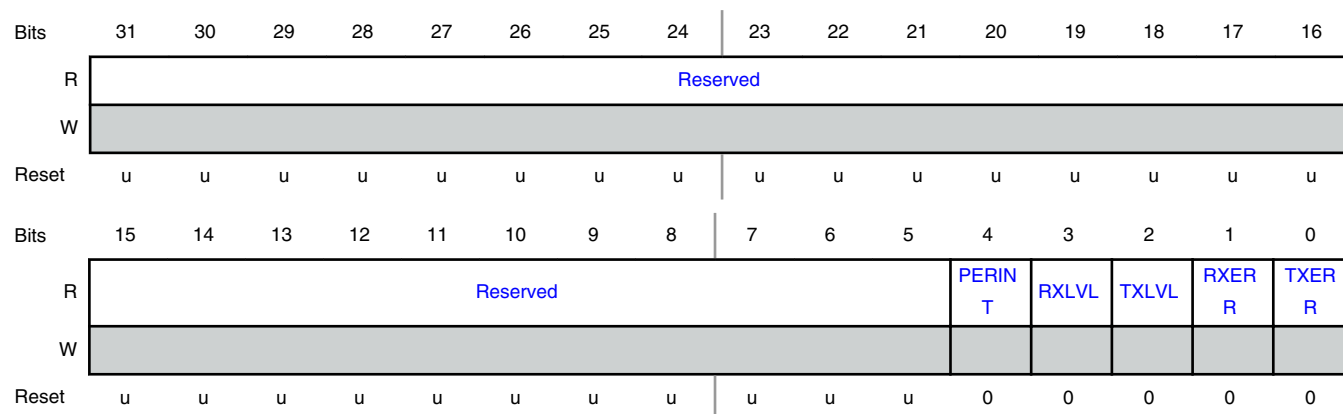 Bits 31 30 29 28 27 26 25 24 23 22 21 20 19 18 17 16
R Reserved
W
Reset u u u u u u u u u u u u u u u u
Bits 15 14 13 12 11 10 9 8 7 6 5 4 3 2 1 0
R Reserved PERIN RXLVL TXLVL RXER TXER
T R R
W
Reset u u u u u u u u u u u 0 0 0 0 0